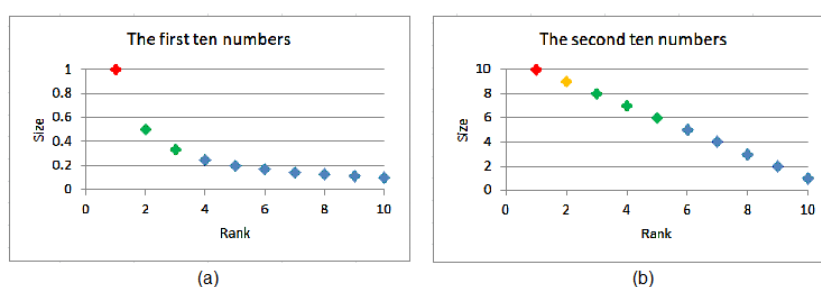 The first ten numbers
1
0.8
0.6
0.4
0.2
0
Size
0 2 4 6 8 10
Rank
(a)
The second ten numbers
10
8
6
4
2
0
Size
0 2 4 6 8 10
Rank
(b)